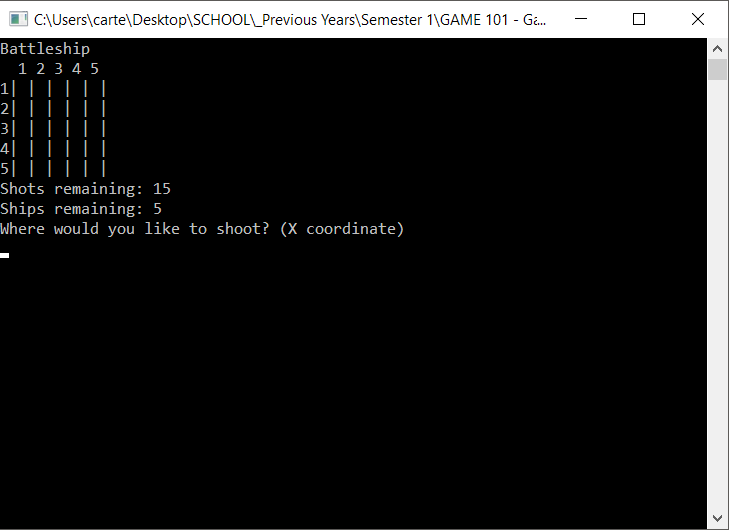 C:\Users\carte\Desktop\SCHOOL\_Previous Years\Semester 1\GAME 101 - Ga...
Battleship
  1 2 3 4 5
1| | | | | |
2| | | | | |
3| | | | | |
4| | | | | |
5| | | | | |
Shots remaining: 15
Ships remaining: 5
Where would you like to shoot? (X coordinate)